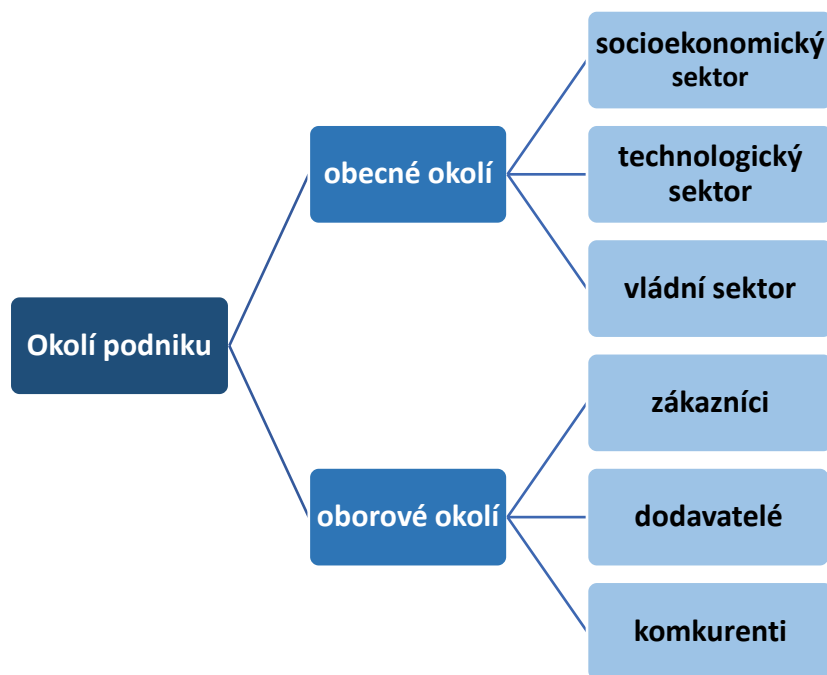 Okolí podniku
obecné okolí
socioekonomický
sektor
technologický
sektor
vládní sektor
oborové okolí
zákazníci
dodavatelé
komkurenti